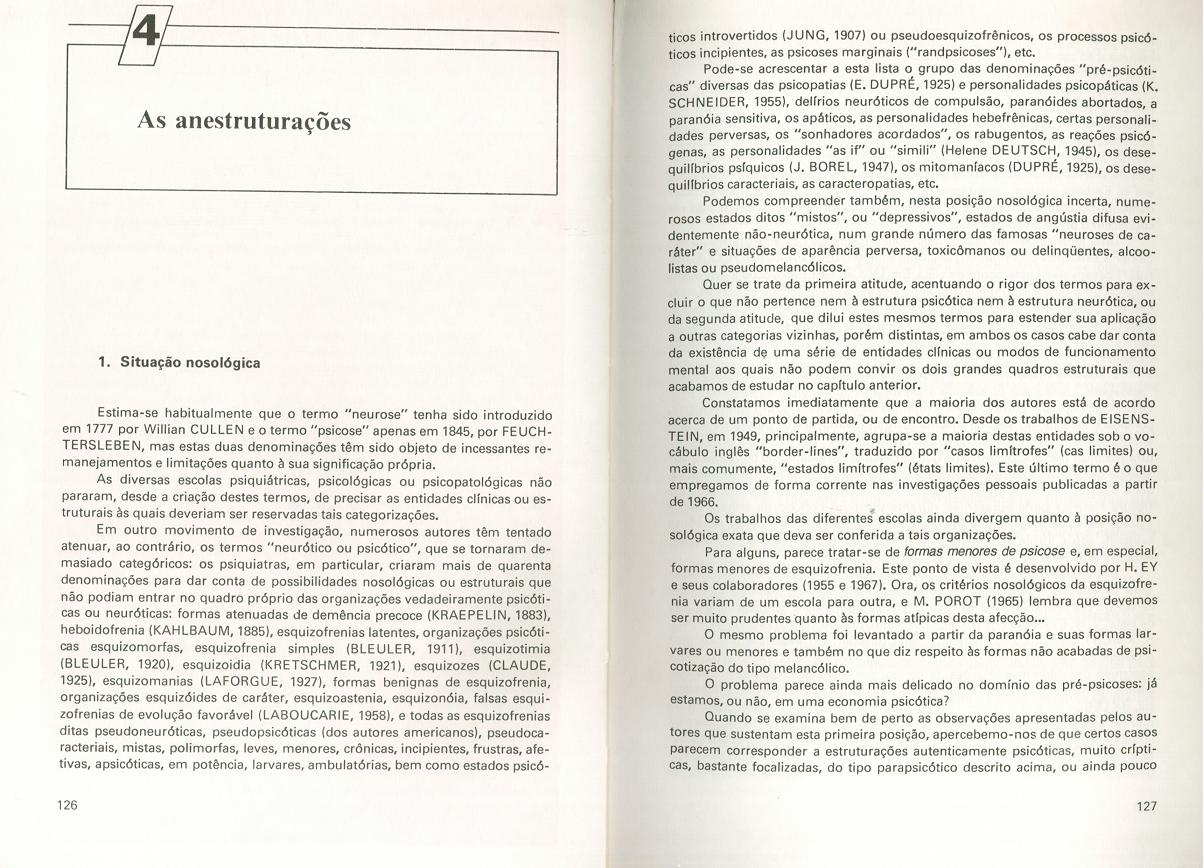 4
As anestruturações
1. Situação nosológica
Estima-se habitualmente que o termo "neurose" tenha sido introduzido
em 1777 por Willian CULLEN e o termo "psicose" apenas em 1845, por FEUCH-
TERSLEBEN, mas estas duas denominações têm sido objeto de incessantes re-
manejamentos e limitações quanto à sua significação própria.
As diversas escolas psiquiátricas, psicológicas ou psicopatológicas não
pararam, desde a criação destes termos, de precisar as entidades clínicas ou es-
truturais às quais deveriam ser reservadas tais categorizações.
Em outro movimento de investigação, numerosos autores têm tentado
atenuar, ao contrário, os termos "neurótico ou psicótico", que se tornaram de-
masiado categóricos: os psiquiatras, em particular, criaram mais de quarenta
denominações para dar conta de possibilidades nosológicas ou estruturais que
não podiam entrar no quadro próprio das organizações vedadeiramente psicóti-
cas ou neuróticas: formas atenuadas de demência precoce (KRAEPELIN, 1883),
heboidofrenia (KAHLBAUM, 1885), esquizofrenias latentes, organizações psicóti-
cas esquizomorfas, esquizofrenia simples (BLEULER, 1911), esquizotimia
(BLEULER, 1920), esquizoidia (KRETSCHMER, 1921), esquizozes (CLAUDE,
1925), esquizomanias (LAFORGUE, 1927), formas benignas de esquizofrenia,
organizações esquizóides de caráter, esquizoastenia, esquizonóia, falsas esqui-
zofrenias de evolução favorável (LABOUCARIE, 1958), e todas as esquizofrenias
ditas pseudoneuróticas, pseudopsicóticas (dos autores americanos), pseudoca-
racteriais, mistas, polimorfas, leves, menores, crônicas, incipientes, frustras, afe-
tivas, apsicóticas, em potência, larvares, ambulatórias, bem como estados psicó-
126
ticos introvertidos (JUNG, 1907) ou pseudoesquizofrênicos, os processos psicó-
ticos incipientes, as psicoses marginais ("randpsicoses"), etc.
Pode-se acrescentar a esta lista o grupo das denominações "pré-psicóti-
cas" diversas das psicopatias (E. DUPRÉ, 1925) e personalidades psicopáticas (K.
SCHNEIDER, 1955), delírios neuróticos de compulsão, paranóides abortados, a
paranóia sensitiva, os apáticos, as personalidades hebefrênicas, certas personali-
dades perversas, os "sonhadores acordados", os rabugentos, as reações psicó-
genas, as personalidades "as if" ou "simili" (Helene DEUTSCH, 1945), os dese-
quilíbrios psíquicos (J. BOREL, 1947), os mitomaníacos (DUPRÉ, 1925), os dese-
quilíbrios caracteriais, as caracteropatias, etc.
Podemos compreender também, nesta posição nosológica incerta, nume-
rosos estados ditos "mistos", ou "depressivos", estados de angústia difusa evi-
dentemente não-neurótica, num grande número das famosas "neuroses de ca-
ráter" e situações de aparência perversa, toxicômanos ou delinqüentes, alcoo-
listas ou pseudomelancólicos.
Quer se trate da primeira atitude, acentuando o rigor dos termos para ex-
cluir o que não pertence nem à estrutura psicótica nem à estrutura neurótica, ou
da segunda atitude, que dilui estes mesmos termos para estender sua aplicação
a outras categorias vizinhas, porém distintas, em ambos os casos cabe dar conta
da existência de uma série de entidades clínicas ou modos de funcionamento
mental aos quais não podem convir os dois grandes quadros estruturais que
acabamos de estudar no capítulo anterior.
Constatamos imediatamente que a maioria dos autores está de acordo
acerca de um ponto de partida, ou de encontro. Desde os trabalhos de EISENS-
TEIN, em 1949, principalmente, agrupa-se a maioria destas entidades sob o vo-
cábulo inglês "border-lines", traduzido por "casos limítrofes" (cas limites) ou,
mais comumente, "estados limítrofes" (états limites). Este último termo é o que
empregamos de forma corrente nas investigações pessoais publicadas a partir
de 1966.
Os trabalhos das diferentes escolas ainda divergem quanto à posição no-
sológica exata que deva ser conferida a tais organizações.
Para alguns, parece tratar-se de formas menores de psicose e, em especial,
formas menores de esquizofrenia. Este ponto de vista é desenvolvido por H. EY
e seus colaboradores (1955 e 1967). Ora, os critérios nosológicos da esquizofre-
nia variam de um escola para outra, e M. POROT (1965) lembra que devemos
ser muito prudentes quanto às formas atípicas desta afecção...
O mesmo problema foi levantado a partir da paranóia e suas formas lar-
vares ou menores e também no que diz respeito às formas não acabadas de psi-
cotização do tipo melancólico.
O problema parece ainda mais delicado no domínio das pré-psicoses: já
estamos, ou não, em uma economia psicótica?
Quando se examina bem de perto as observações apresentadas pelos au-
tores que sustentam esta primeira posição, apercebemo-nos de que certos casos
parecem corresponder a estruturações autenticamente psicóticas, muito crípti-
cas, bastante focalizadas, do tipo parapsicótico descrito acima, ou ainda pouco
127